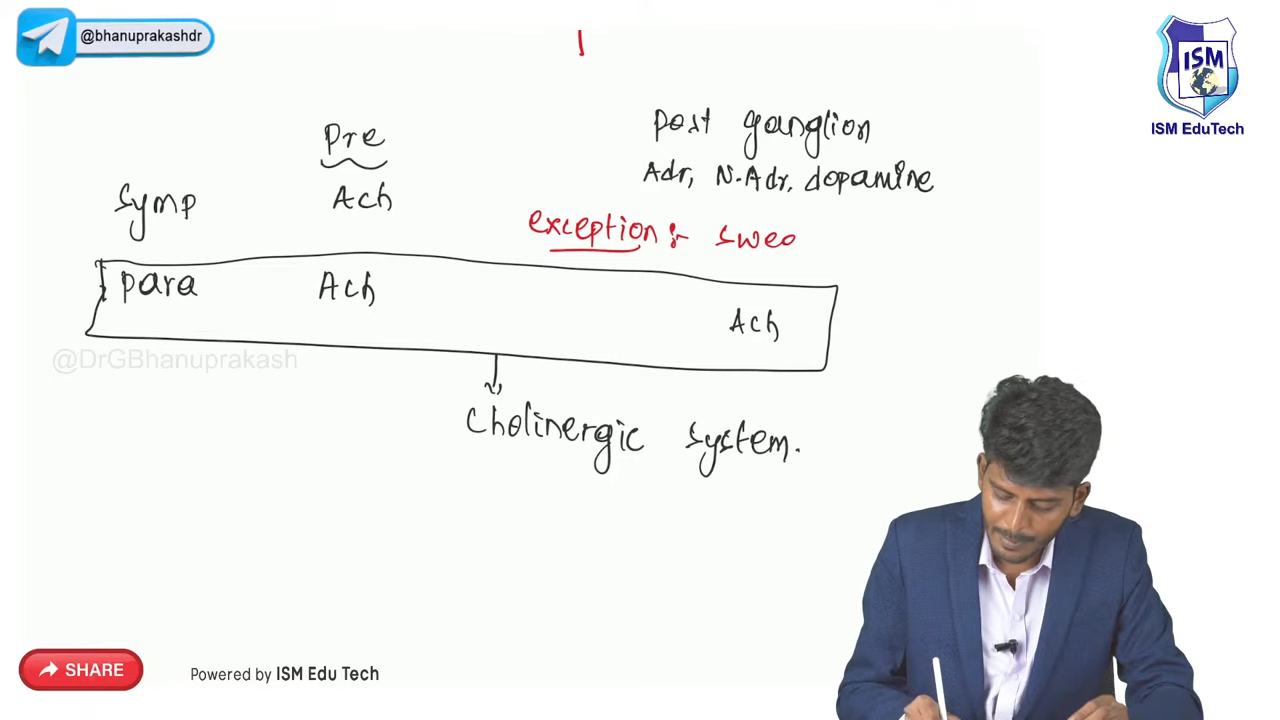 @bhanuprakashdr
ISM
ISM EduTech
Pre
Post ganglion
Symp
Ach
Adr, N.Adr, dopamine
exception :- swea
para
Ach
Ach
@DrGBhanuprakash
Cholinergic system.
SHARE
Powered by ISM Edu Tech